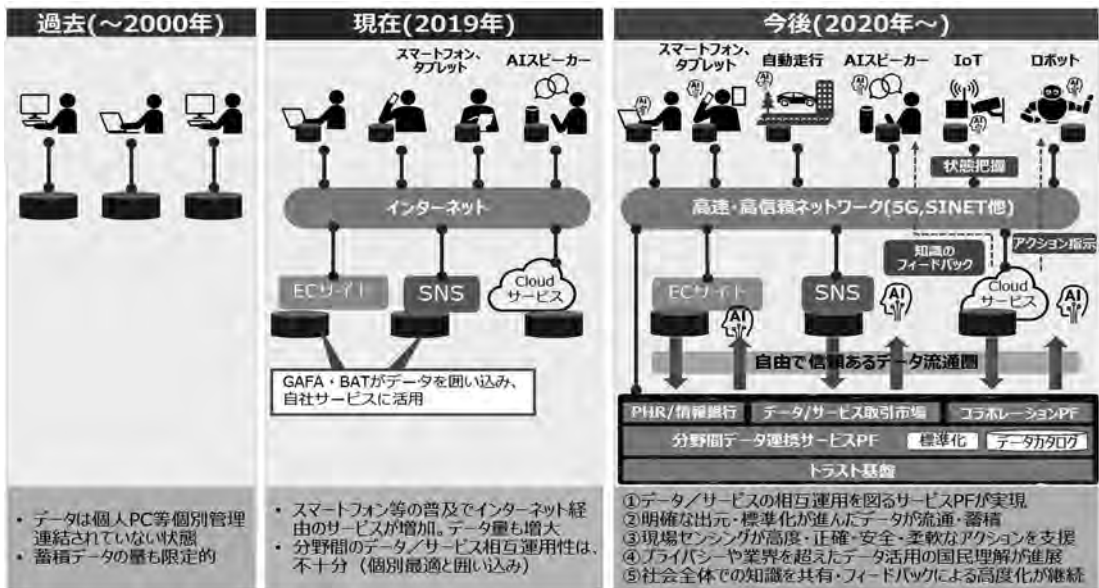 過去(～2000年)
データは個人PC等個別管理
連結されていない状態
蓄積データの量も限定的
現在(2019年)
スマートフォン、
タブレット
AIスピーカー
インターネット
ECサイト
SNS
Cloud
サービス
GAFA・BATがデータを囲い込み、
自社サービスに活用
・スマートフォン等の普及でインターネット経
由のサービスが増加。データ量も増大
・分野間のデータ／サービス相互運用性は、
不十分（個別最適と囲い込み）
今後(2020年～)
スマートフォン、
タブレット
自動走行
AIスピーカー
IoT
ロボット
AI
AI
AI
AI
AI
AI
状態把握
高速・高信頼ネットワーク(5G,SINET他)
知識の
フィードバック
アクション指示
ECサイト
AI
SNS
AI
Cloud
サービス
AI
自由で信頼あるデータ流通圏
PHR/情報銀行
データ/サービス取引市場
コラボレーションPF
分野間データ連携サービスPF
標準化
データカタログ
トラスト基盤
①データ／サービスの相互運用を図るサービスPFが実現
②明確な出元・標準化が進んだデータが流通・蓄積
③現場センシングが高度・正確・安全・柔軟なアクションを支援
④プライバシーや業界を超えたデータ活用の国民理解が進展
⑤社会全体での知識を共有・フィードバックによる高度化が継続